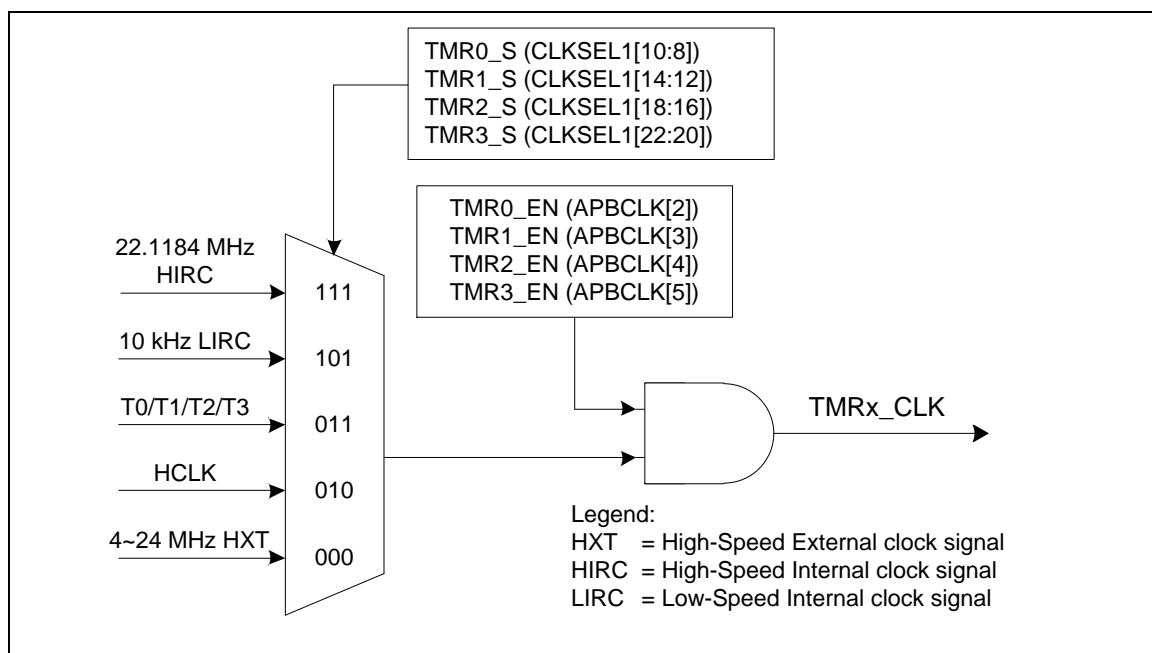 TMR0_S (CLKSEL1[10:8])
TMR1_S (CLKSEL1[14:12])
TMR2_S (CLKSEL1[18:16])
TMR3_S (CLKSEL1[22:20])
TMR0_EN (APBCLK[2])
TMR1_EN (APBCLK[3])
TMR2_EN (APBCLK[4])
TMR3_EN (APBCLK[5])
22.1184 MHz
HIRC
111
10 kHz LIRC
101
T0/T1/T2/T3
011
HCLK
010
4~24 MHz HXT
000
TMRx_CLK
Legend:
HXT = High-Speed External clock signal
HIRC = High-Speed Internal clock signal
LIRC = Low-Speed Internal clock signal